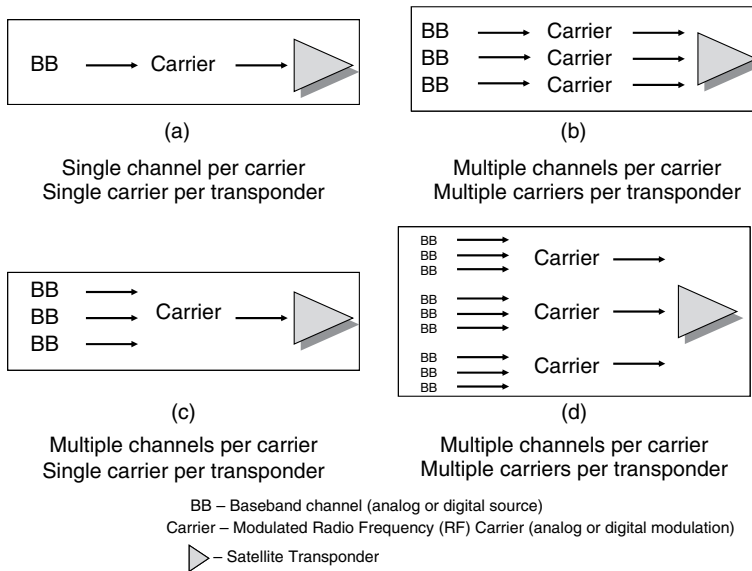 BB Carrier
(a)
Single channel per carrier
Single carrier per transponder
BB Carrier
BB Carrier
BB Carrier
(b)
Multiple channels per carrier
Multiple carriers per transponder
BB
BB Carrier
BB
(c)
Multiple channels per carrier
Single carrier per transponder
BB
BB Carrier
BB
BB
BB Carrier
BB
BB
BB Carrier
BB
(d)
Multiple channels per carrier
Multiple carriers per transponder
BB – Baseband channel (analog or digital source)
Carrier – Modulated Radio Frequency (RF) Carrier (analog or digital modulation)
– Satellite Transponder